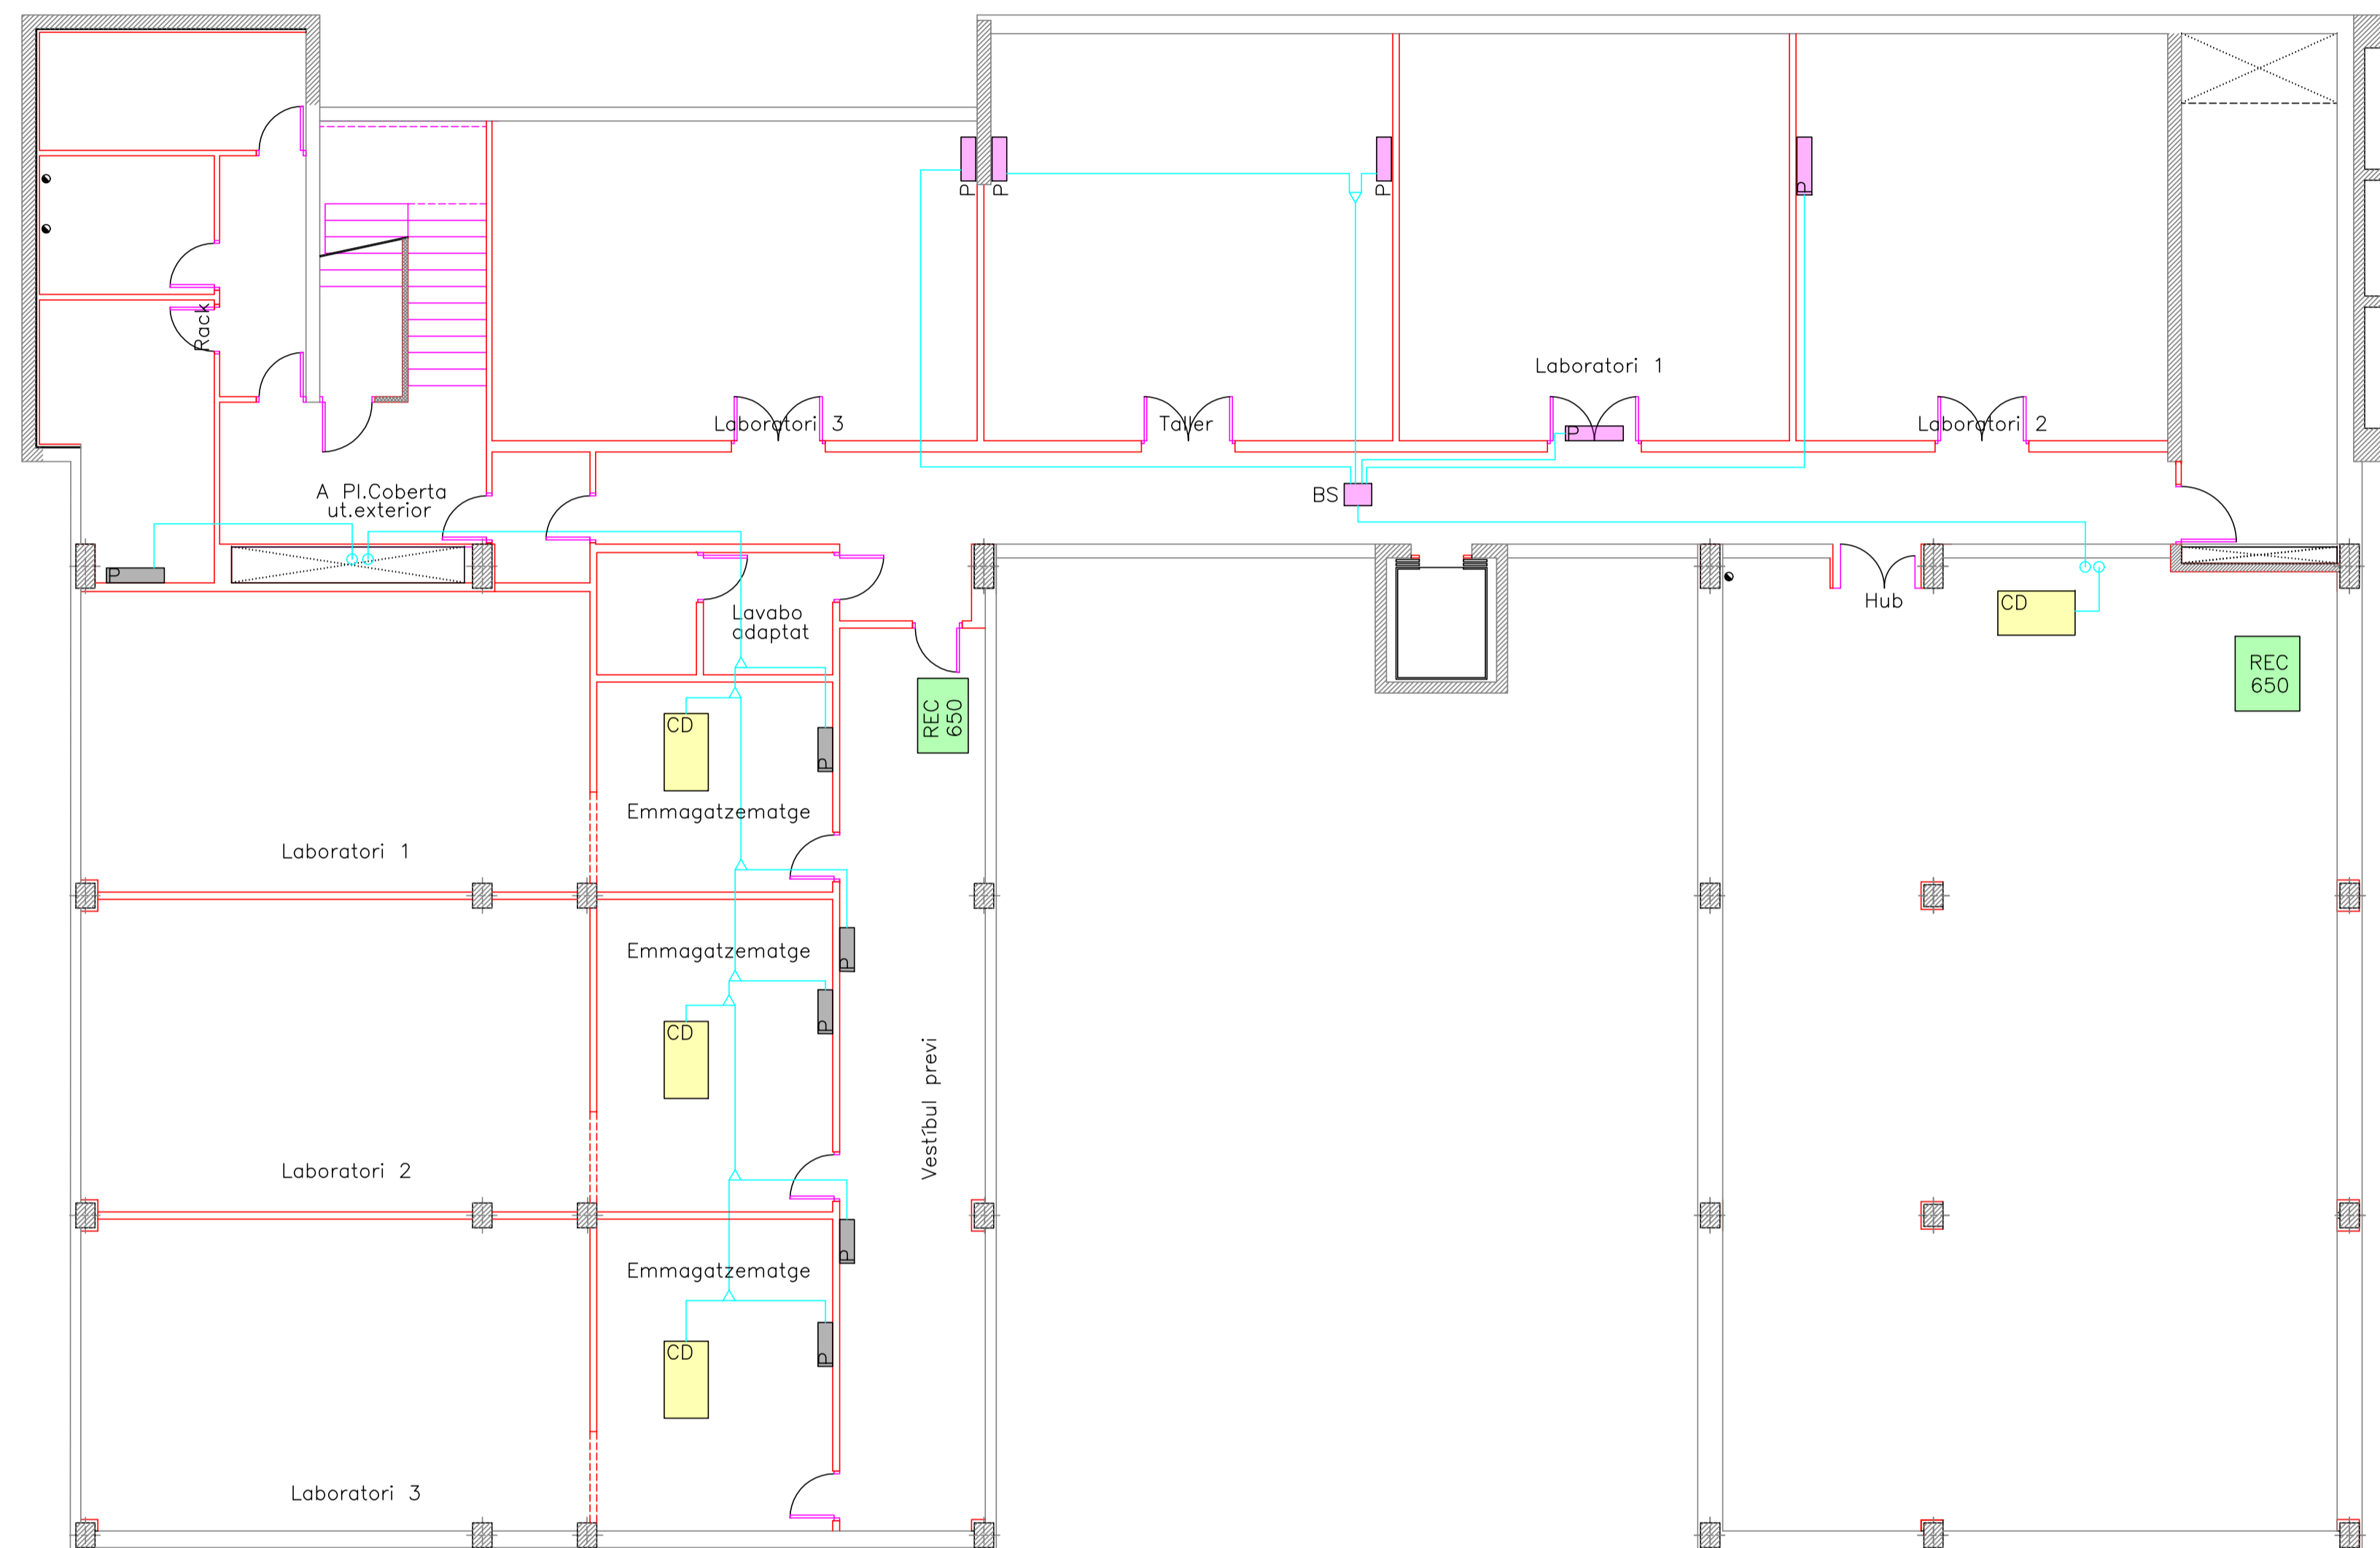 P
P
P
P
Rack
Laboratori 1
Laboratori 3
Taller
P
Laboratori 2
A Pl.Coberta
ut.exterior
BS
P
Lavabo
adaptat
Hub
CD
REC
650
REC
650
CD
P
Emmagatzematge
Laboratori 1
Emmagatzematge
P
CD
P
Vestíbul previ
Laboratori 2
P
Emmagatzematge
CD
P
Laboratori 3